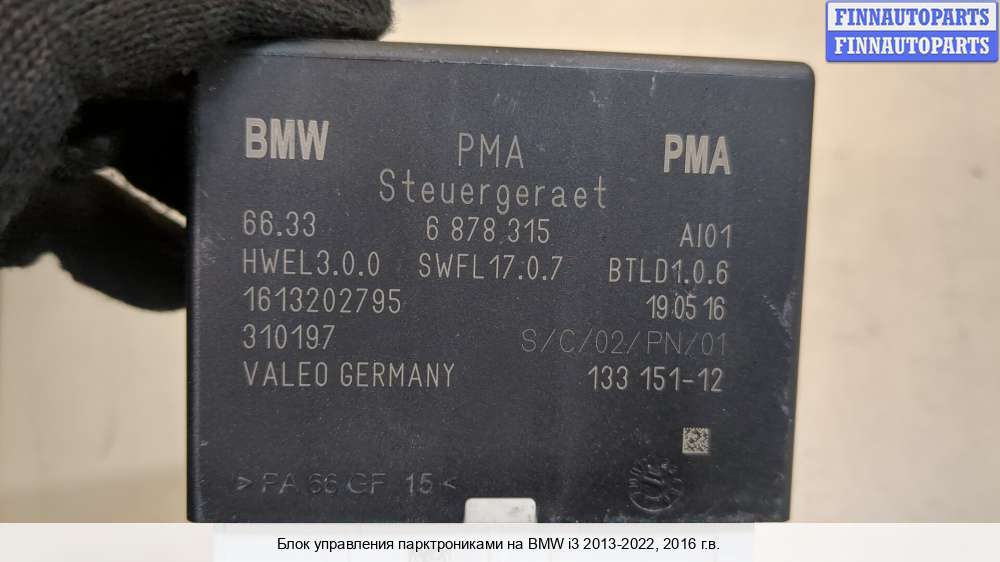 FINNAUTOPARTS
FINNAUTOPARTS
BMW PMA PMA
Steuergeraet
66.33 6 878 315 AI01
HWEL3.0.0 SWFL17.0.7 BTLD1.0.6
1613202795 19 05 16
310197 S/C/02/PN/01
VALEO GERMANY 133 151-12
>PA 66 GF 15<
Блок управления парктрониками на BMW i3 2013-2022, 2016 г.в.